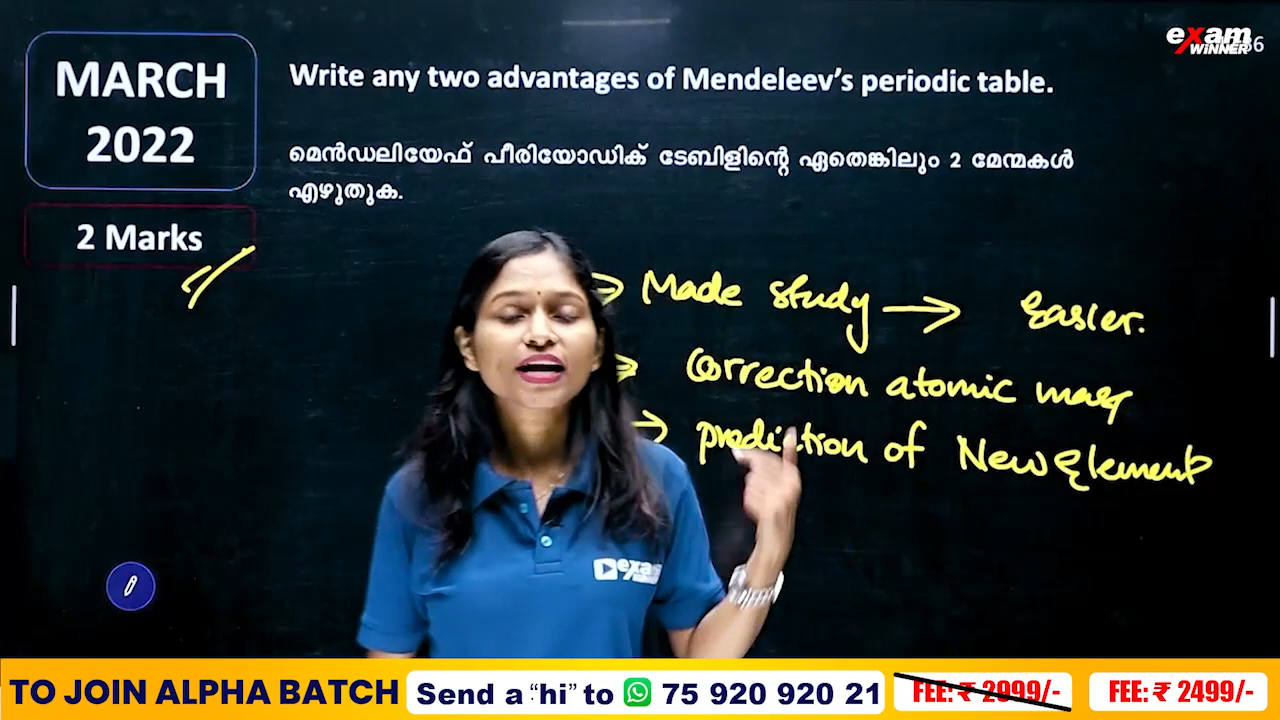 MARCH
2022
2 Marks
Write any two advantages of Mendeleev's periodic table.
മെൻഡലിയേഫ് പീരിയോഡിക് ടേബിളിന്റെ ഏതെങ്കിലും 2 മേന്മകൾ
എഴുതുക.
exam
WINNER
→ Made study → Easier.
→ Correction atomic mass
→ prediction of New Element
exam
TO JOIN ALPHA BATCH Send a “hi” to 75 920 920 21 FEE: ₹ 2999/- FEE: ₹ 2499/-